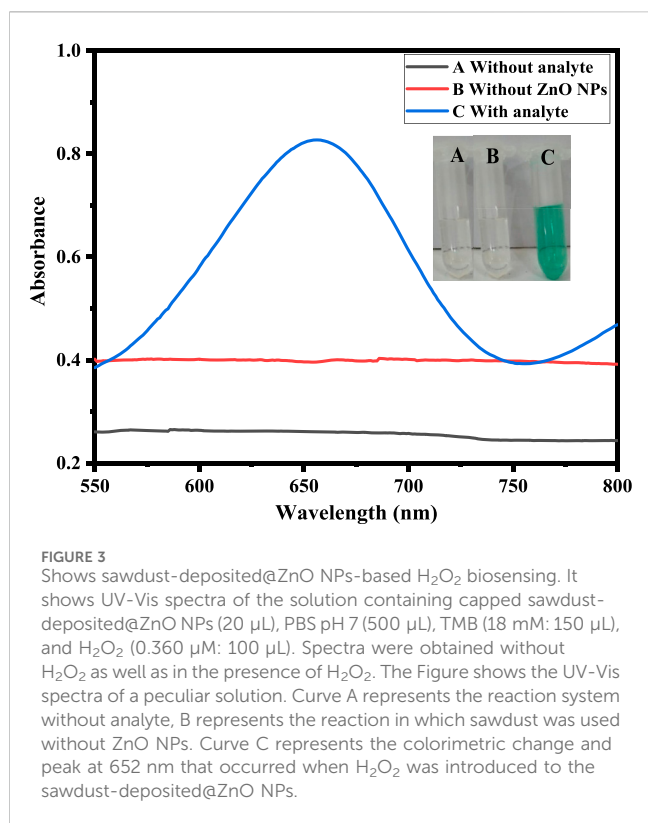 1.0
0.8
0.6
0.4
0.2
Absorbance
A Without analyte
B Without ZnO NPs
C With analyte
A B C
550 600 650 700 750 800
Wavelength (nm)
FIGURE 3
Shows sawdust-deposited@ZnO NPs-based H₂O₂ biosensing. It
shows UV-Vis spectra of the solution containing capped sawdust-
deposited@ZnO NPs (20 µL), PBS pH 7 (500 µL), TMB (18 mM: 150 µL),
and H₂O₂ (0.360 µM: 100 µL). Spectra were obtained without
H₂O₂ as well as in the presence of H₂O₂. The Figure shows the UV-Vis
spectra of a peculiar solution. Curve A represents the reaction system
without analyte, B represents the reaction in which sawdust was used
without ZnO NPs. Curve C represents the colorimetric change and
peak at 652 nm that occurred when H₂O₂ was introduced to the
sawdust-deposited@ZnO NPs.